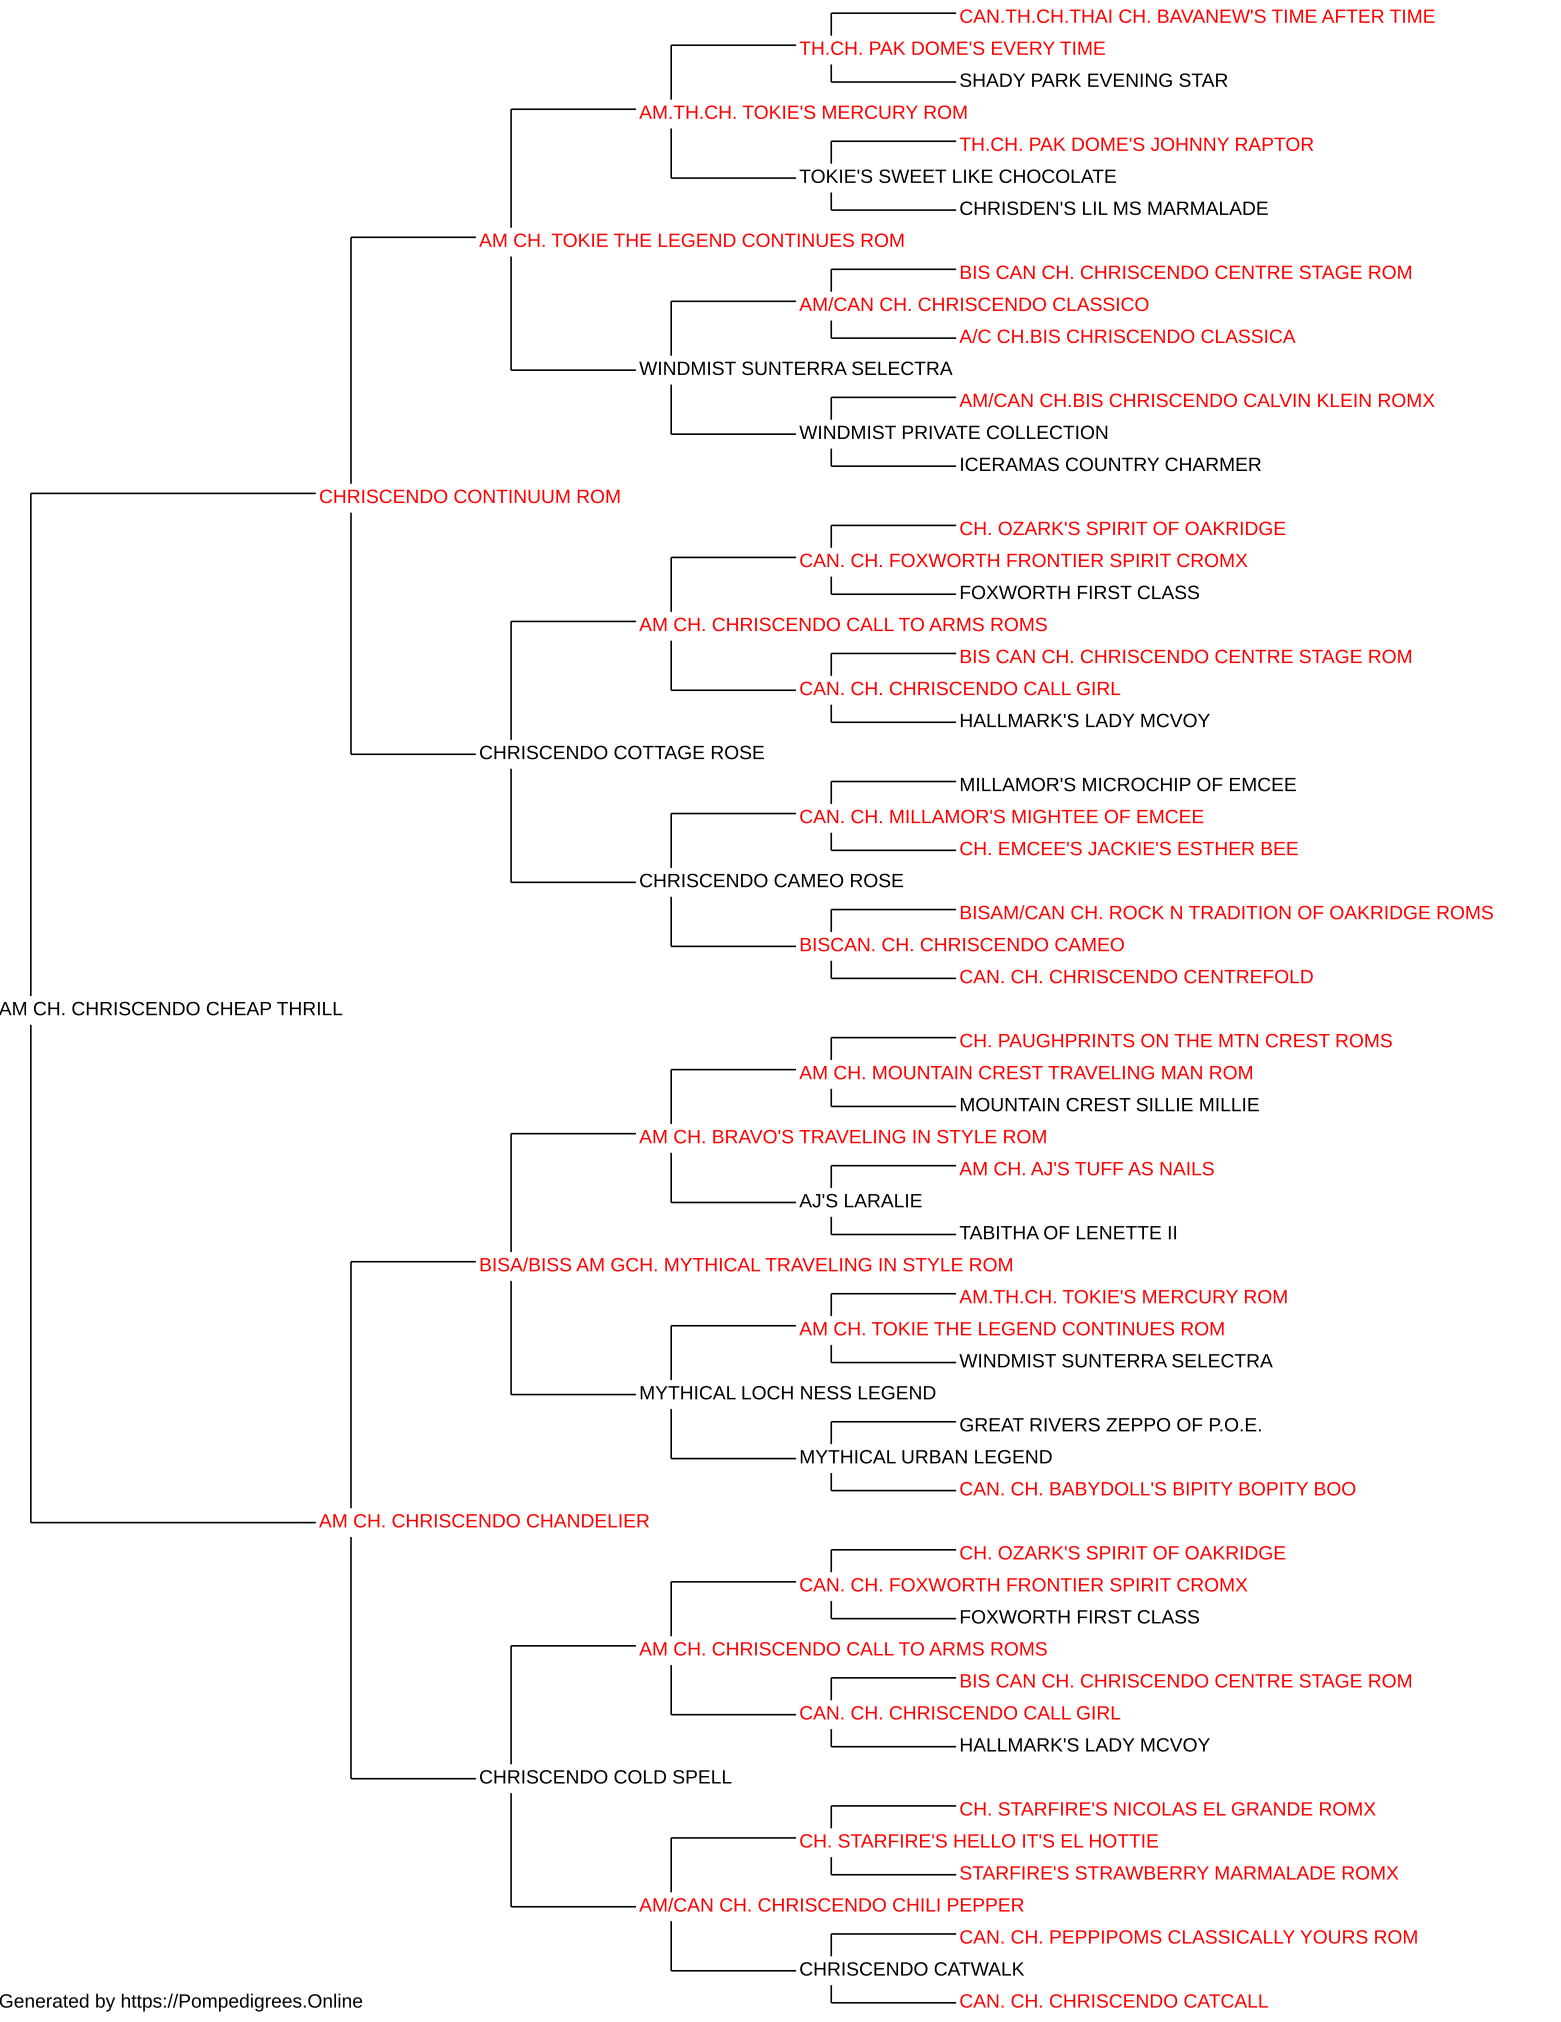 CAN.TH.CH.THAI CH. BAVANEW'S TIME AFTER TIME
TH.CH. PAK DOME'S EVERY TIME
SHADY PARK EVENING STAR
AM.TH.CH. TOKIE'S MERCURY ROM
TH.CH. PAK DOME'S JOHNNY RAPTOR
TOKIE'S SWEET LIKE CHOCOLATE
CHRISDEN'S LIL MS MARMALADE
AM CH. TOKIE THE LEGEND CONTINUES ROM
BIS CAN CH. CHRISCENDO CENTRE STAGE ROM
AM/CAN CH. CHRISCENDO CLASSICO
A/C CH.BIS CHRISCENDO CLASSICA
WINDMIST SUNTERRA SELECTRA
AM/CAN CH.BIS CHRISCENDO CALVIN KLEIN ROMX
WINDMIST PRIVATE COLLECTION
ICERAMAS COUNTRY CHARMER
CHRISCENDO CONTINUUM ROM
CH. OZARK'S SPIRIT OF OAKRIDGE
CAN. CH. FOXWORTH FRONTIER SPIRIT CROMX
FOXWORTH FIRST CLASS
AM CH. CHRISCENDO CALL TO ARMS ROMS
BIS CAN CH. CHRISCENDO CENTRE STAGE ROM
CAN. CH. CHRISCENDO CALL GIRL
HALLMARK'S LADY MCVOY
CHRISCENDO COTTAGE ROSE
MILLAMOR'S MICROCHIP OF EMCEE
CAN. CH. MILLAMOR'S MIGHTEE OF EMCEE
CH. EMCEE'S JACKIE'S ESTHER BEE
CHRISCENDO CAMEO ROSE
BISAM/CAN CH. ROCK N TRADITION OF OAKRIDGE ROMS
BISCAN. CH. CHRISCENDO CAMEO
CAN. CH. CHRISCENDO CENTREFOLD
AM CH. CHRISCENDO CHEAP THRILL
CH. PAUGHPRINTS ON THE MTN CREST ROMS
AM CH. MOUNTAIN CREST TRAVELING MAN ROM
MOUNTAIN CREST SILLIE MILLIE
AM CH. BRAVO'S TRAVELING IN STYLE ROM
AM CH. AJ'S TUFF AS NAILS
AJ'S LARALIE
TABITHA OF LENETTE II
BISA/BISS AM GCH. MYTHICAL TRAVELING IN STYLE ROM
AM.TH.CH. TOKIE'S MERCURY ROM
AM CH. TOKIE THE LEGEND CONTINUES ROM
WINDMIST SUNTERRA SELECTRA
MYTHICAL LOCH NESS LEGEND
GREAT RIVERS ZEPPO OF P.O.E.
MYTHICAL URBAN LEGEND
CAN. CH. BABYDOLL'S BIPITY BOPITY BOO
AM CH. CHRISCENDO CHANDELIER
CH. OZARK'S SPIRIT OF OAKRIDGE
CAN. CH. FOXWORTH FRONTIER SPIRIT CROMX
FOXWORTH FIRST CLASS
AM CH. CHRISCENDO CALL TO ARMS ROMS
BIS CAN CH. CHRISCENDO CENTRE STAGE ROM
CAN. CH. CHRISCENDO CALL GIRL
HALLMARK'S LADY MCVOY
CHRISCENDO COLD SPELL
CH. STARFIRE'S NICOLAS EL GRANDE ROMX
CH. STARFIRE'S HELLO IT'S EL HOTTIE
STARFIRE'S STRAWBERRY MARMALADE ROMX
AM/CAN CH. CHRISCENDO CHILI PEPPER
CAN. CH. PEPPIPOMS CLASSICALLY YOURS ROM
CHRISCENDO CATWALK
CAN. CH. CHRISCENDO CATCALL
Generated by https://Pompedigrees.Online